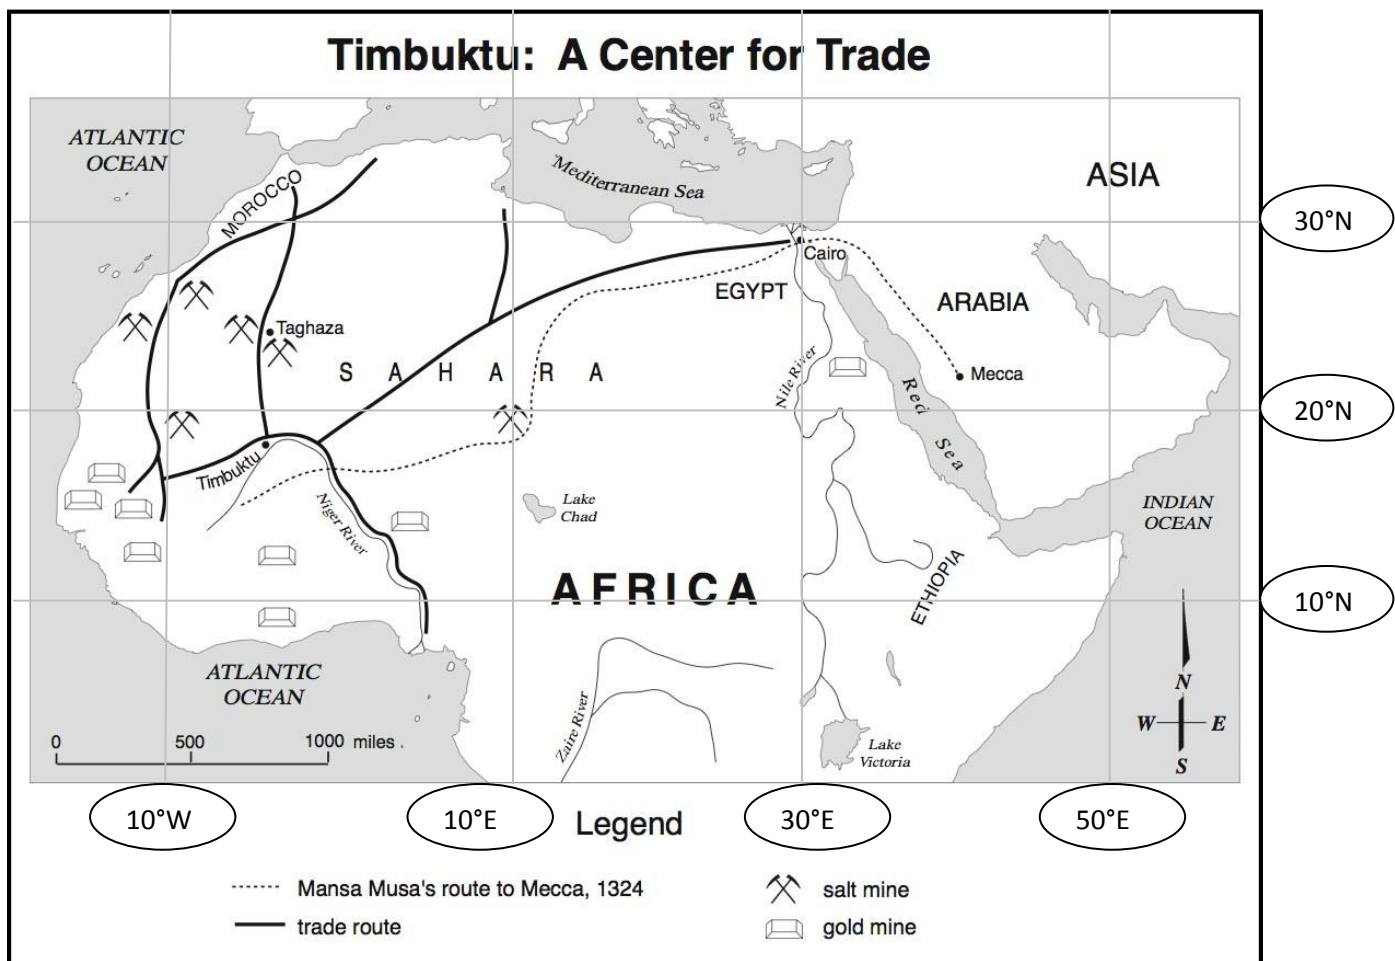 Timbuktu: A Center for Trade
ATLANTIC
OCEAN
MOROCCO
Mediterranean Sea
ASIA
30°N
Cairo
EGYPT
ARABIA
Taghaza
SAHARA
Nile River
Mecca
Red Sea
20°N
Timbuktu
Niger River
Lake
Chad
INDIAN
OCEAN
AFRICA
ETHIOPIA
10°N
ATLANTIC
OCEAN
Zaire River
Lake
Victoria
N
W E
S
0 500 1000 miles .
10°W 10°E 30°E 50°E
Legend
Mansa Musa's route to Mecca, 1324
trade route
salt mine
gold mine